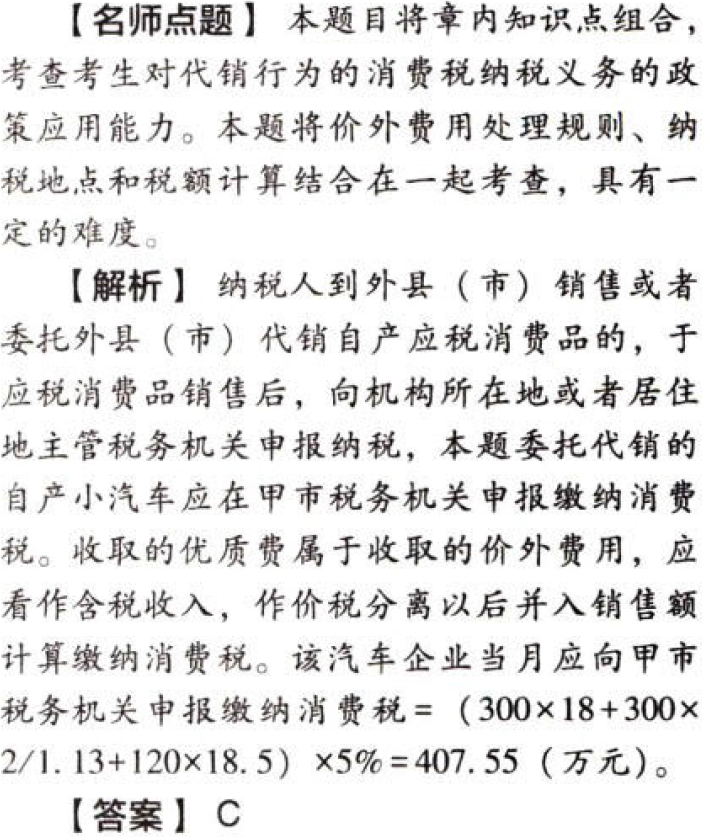 【名师点题】 本题目将章内知识点组合，
考查考生对代销行为的消费税纳税义务的政
策应用能力。本题将价外费用处理规则、纳
税地点和税额计算结合在一起考查，具有一
定的难度。
【解析】 纳税人到外县（市）销售或者
委托外县（市）代销自产应税消费品的，于
应税消费品销售后，向机构所在地或者居住
地主管税务机关申报纳税，本题委托代销的
自产小汽车应在甲市税务机关申报缴纳消费
税。收取的优质费属于收取的价外费用，应
看作含税收入，作价税分离以后并入销售额
计算缴纳消费税。该汽车企业当月应向甲市
税务机关申报缴纳消费税=（300×18+300×
2/1.13+120×18.5）×5%=407.55（万元）。
【答案】 C